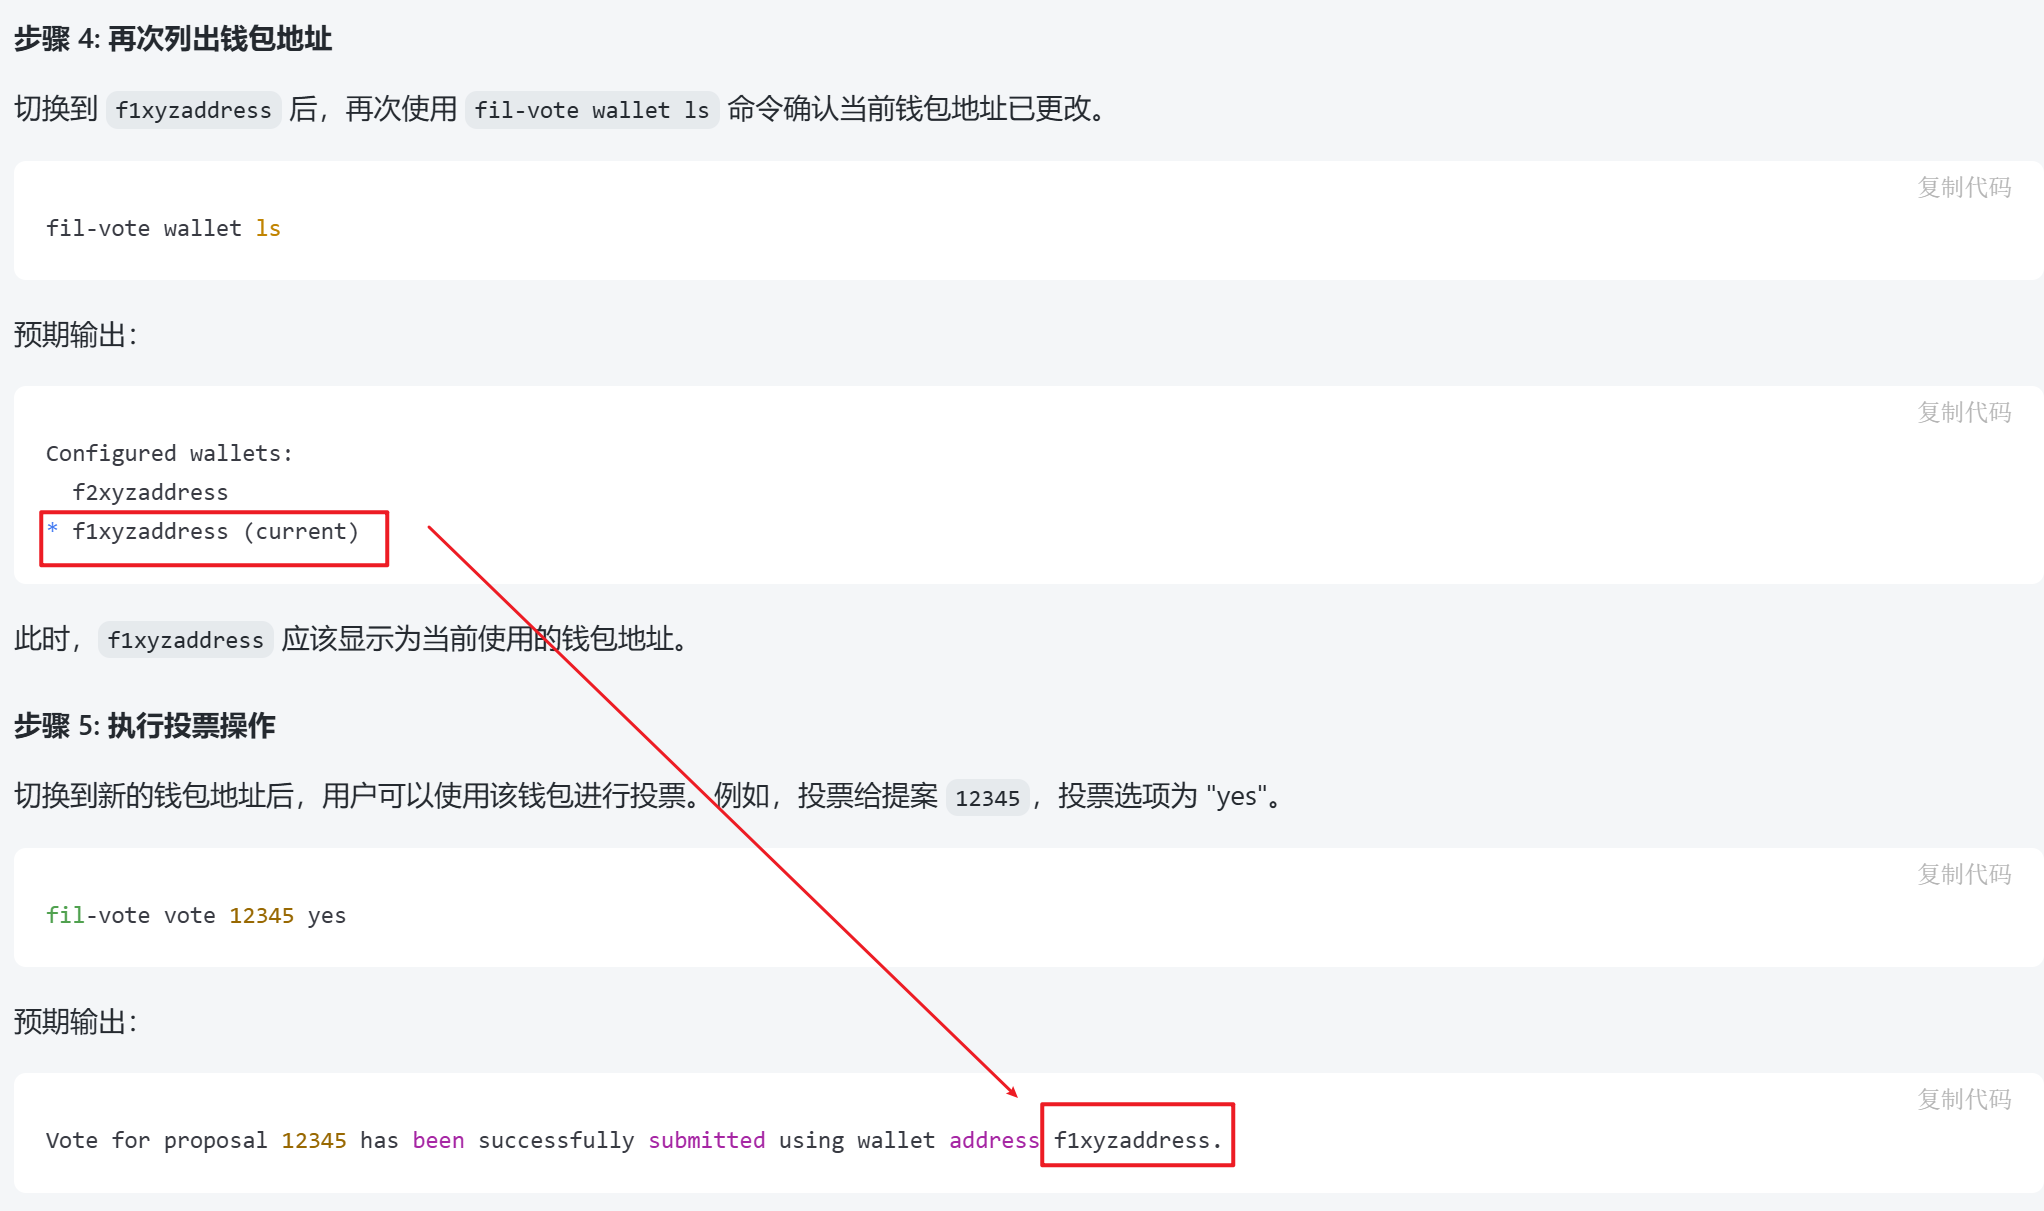 步骤 4: 再次列出钱包地址
切换到 f1xyzaddress 后，再次使用 fil-vote wallet ls 命令确认当前钱包地址已更改。
复制代码
fil-vote wallet ls
预期输出：
复制代码
Configured wallets:
f2xyzaddress
* f1xyzaddress (current)
此时， f1xyzaddress 应该显示为当前使用的钱包地址。
步骤 5: 执行投票操作
切换到新的钱包地址后，用户可以使用该钱包进行投票。例如，投票给提案 12345 ，投票选项为 "yes"。
复制代码
fil-vote vote 12345 yes
预期输出：
复制代码
Vote for proposal 12345 has been successfully submitted using wallet address f1xyzaddress.